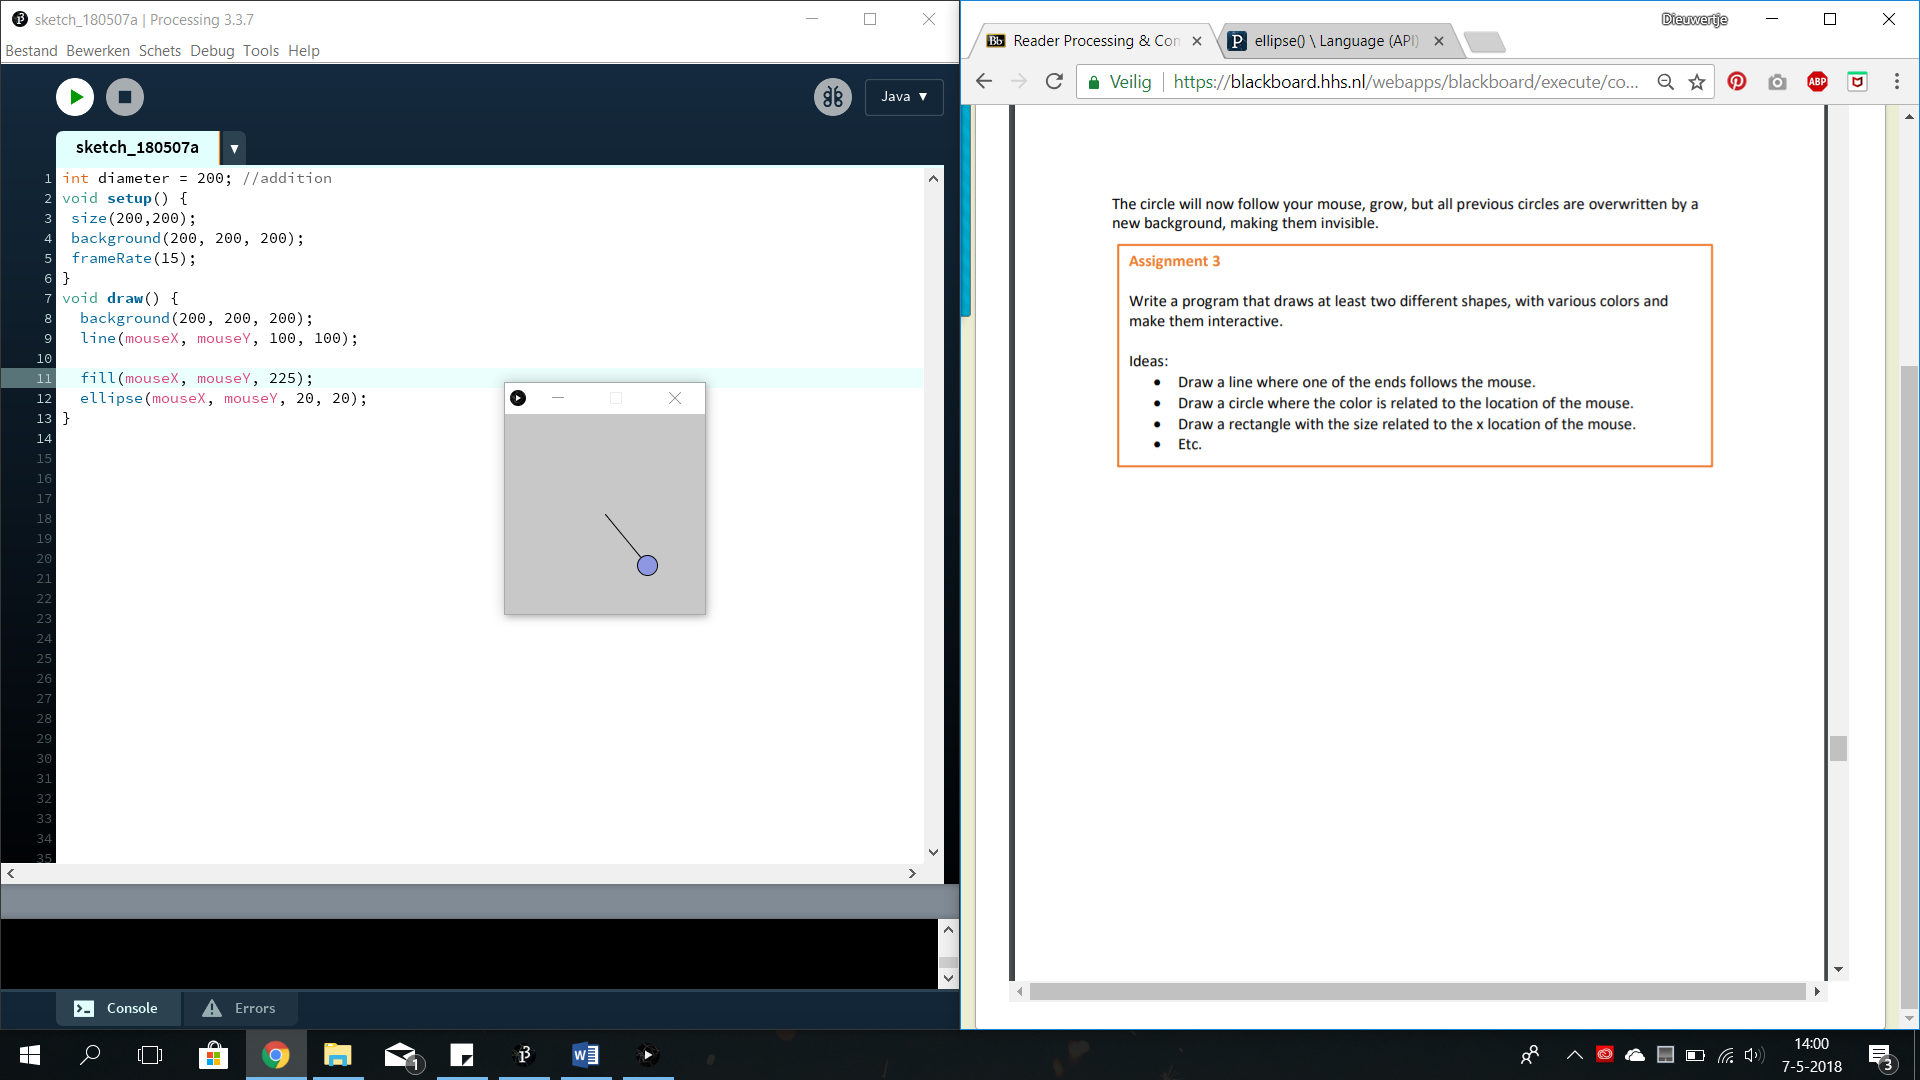 sketch_180507a | Processing 3.3.7
Bestand Bewerken Schets Debug Tools Help
Java ▼
sketch_180507a ▼
1 int diameter = 200; //addition
2 void setup() {
3 size(200,200);
4 background(200, 200, 200);
5 frameRate(15);
6 }
7 void draw() {
8 background(200, 200, 200);
9 line(mouseX, mouseY, 100, 100);
10
11 fill(mouseX, mouseY, 225);
12 ellipse(mouseX, mouseY, 20, 20);
13 }
14
15
16
17
18
19
20
21
22
23
24
25
26
27
28
29
30
31
32
33
34
35
Console
Errors
Dieuwertje
Bb Reader Processing & Con
P ellipse() \ Language (API)
Veilig https://blackboard.hhs.nl/webapps/blackboard/execute/co...
ABP
The circle will now follow your mouse, grow, but all previous circles are overwritten by a
new background, making them invisible.
Assignment 3
Write a program that draws at least two different shapes, with various colors and
make them interactive.
Ideas:
• Draw a line where one of the ends follows the mouse.
• Draw a circle where the color is related to the location of the mouse.
• Draw a rectangle with the size related to the x location of the mouse.
• Etc.
1
14:00
7-5-2018
3